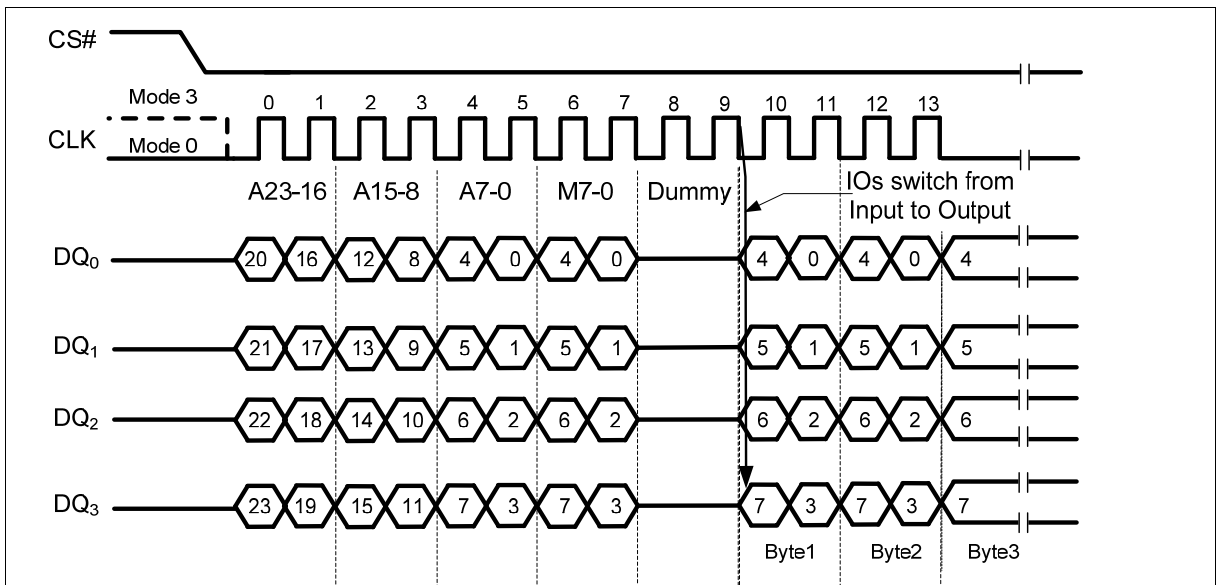 CS#
Mode 3
CLK
Mode 0
0 1 2 3 4 5 6 7 8 9 10 11 12 13
A23-16 A15-8 A7-0 M7-0 Dummy
IOs switch from
Input to Output
DQ0 20 16 12 8 4 0 4 0 4 0 4 0 4
DQ1 21 17 13 9 5 1 5 1 5 1 5 1 5
DQ2 22 18 14 10 6 2 6 2 6 2 6 2 6
DQ3 23 19 15 11 7 3 7 3 7 3 7 3 7
Byte1 Byte2 Byte3